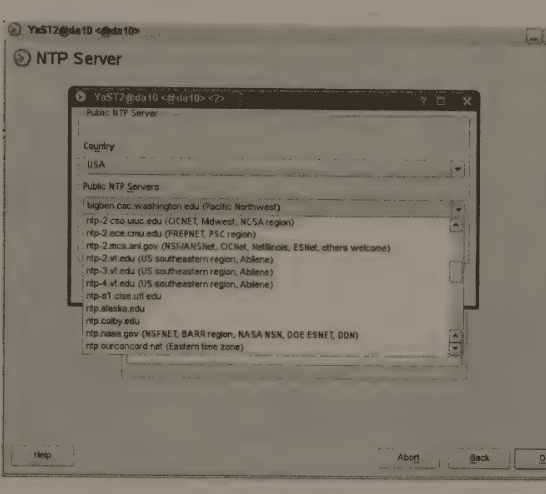 YaST2@da10 <@da10>
NTP Server
YaST2@da10 <@da10> <2>
Public NTP Server
Country
USA
Public NTP Servers
bigben.cac.washington.edu (Pacific Northwest)
ntp-2.cso.uiuc.edu (CICNET, Midwest, NCSA region)
ntp-2.ece.cmu.edu (PREPNET, PSC region)
ntp-2.mcs.anl.gov (NSF/ANSNet, CICNet, NetIllinois, ESNet, others welcome)
ntp-2.vt.edu (US southeastern region, Abilene)
ntp-3.vt.edu (US southeastern region, Abilene)
ntp-4.vt.edu (US southeastern region, Abilene)
ntp-s1.cise.ufl.edu
ntp.alaska.edu
ntp.colby.edu
ntp.nasa.gov (NSFNET, BARR region, NASA NSN, DOE ESNET, DDN)
ntp.ourconcord.net (Eastern time zone)
Help
Abort
Back